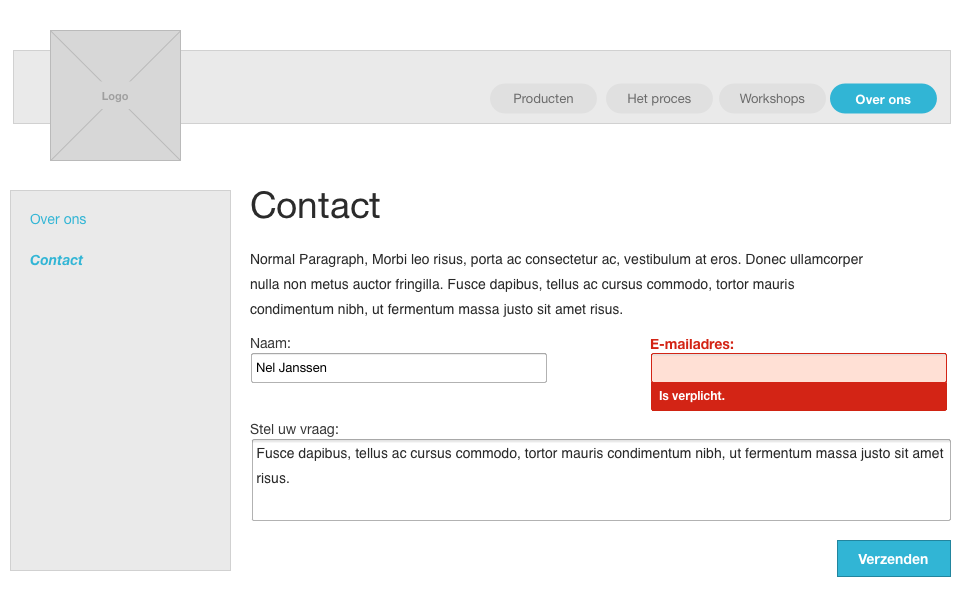 Logo
Producten
Het proces
Workshops
Over ons
Over ons
Contact
Contact
Normal Paragraph, Morbi leo risus, porta ac consectetur ac, vestibulum at eros. Donec ullamcorper
nulla non metus auctor fringilla. Fusce dapibus, tellus ac cursus commodo, tortor mauris
condimentum nibh, ut fermentum massa justo sit amet risus.
Naam:
Nel Janssen
E-mailadres:
Is verplicht.
Stel uw vraag:
Fusce dapibus, tellus ac cursus commodo, tortor mauris condimentum nibh, ut fermentum massa justo sit amet
risus.
Verzenden